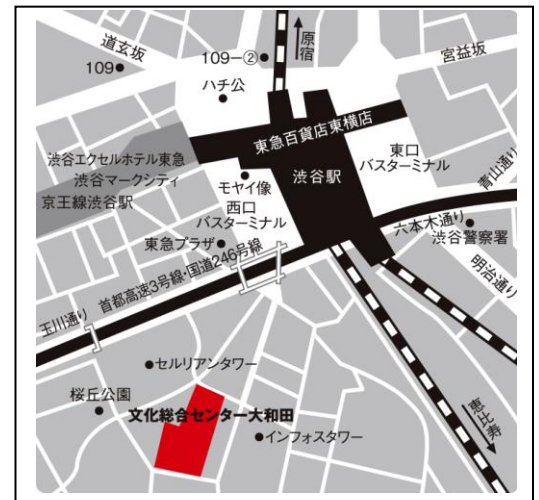 道玄坂
109-②
原宿
宮益坂
109
ハチ公
東急百貨店東横店
渋谷エクセルホテル東急
渋谷マークシティ
京王線渋谷駅
モヤイ像
西口
バスターミナル
渋谷駅
東口
バスターミナル
青山通り
東急プラザ
六本木通り
渋谷警察署
明治通り
首都高速3号線・国道246号線
玉川通り
セルリアンタワー
桜丘公園
文化総合センター大和田
インフォスタワー
恵比寿